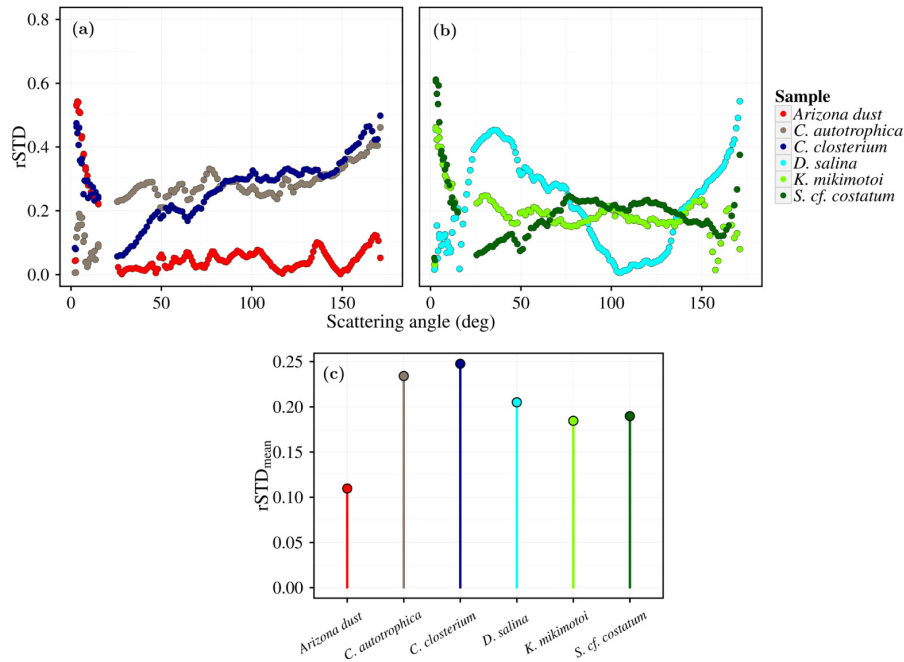 (a)
(b)
0.8
0.6
0.4
0.2
0.0
rSTD
0
50
100
150
0
50
100
150
Scattering angle (deg)
Sample
Arizona dust
C. autotrophica
C. closterium
D. salina
K. mikimotoi
S. cf. costatum
(c)
0.25
0.20
0.15
0.10
0.05
0.00
rSTDmean
Arizona dust
C. autotrophica
C. closterium
D. salina
K. mikimotoi
S. cf. costatum